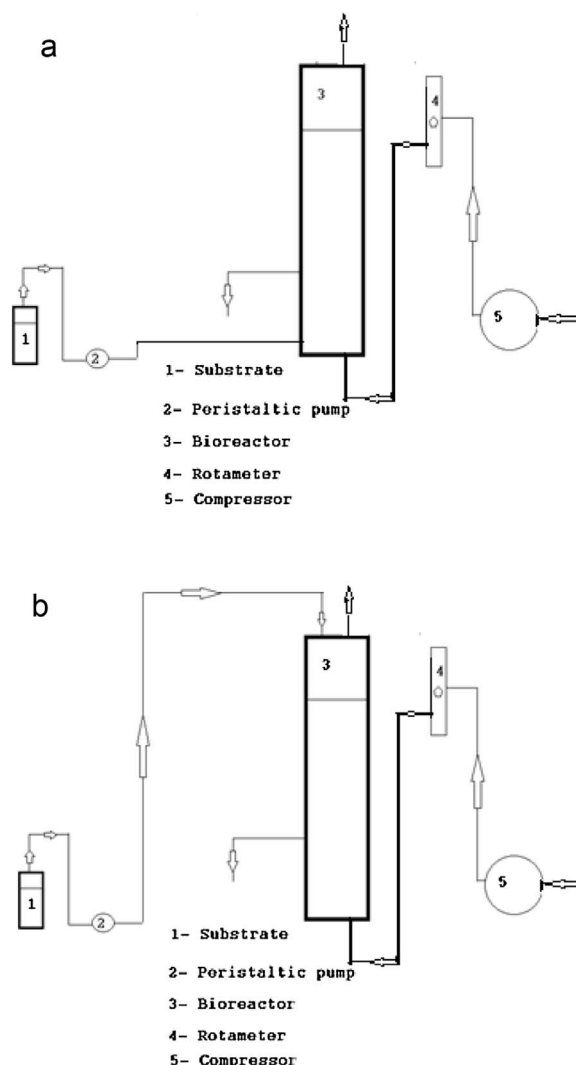 a
3
4
5
1
2
1- Substrate
2- Peristaltic pump
3- Bioreactor
4- Rotameter
5- Compressor
b
3
4
5
1
2
1- Substrate
2- Peristaltic pump
3- Bioreactor
4- Rotameter
5- Compressor